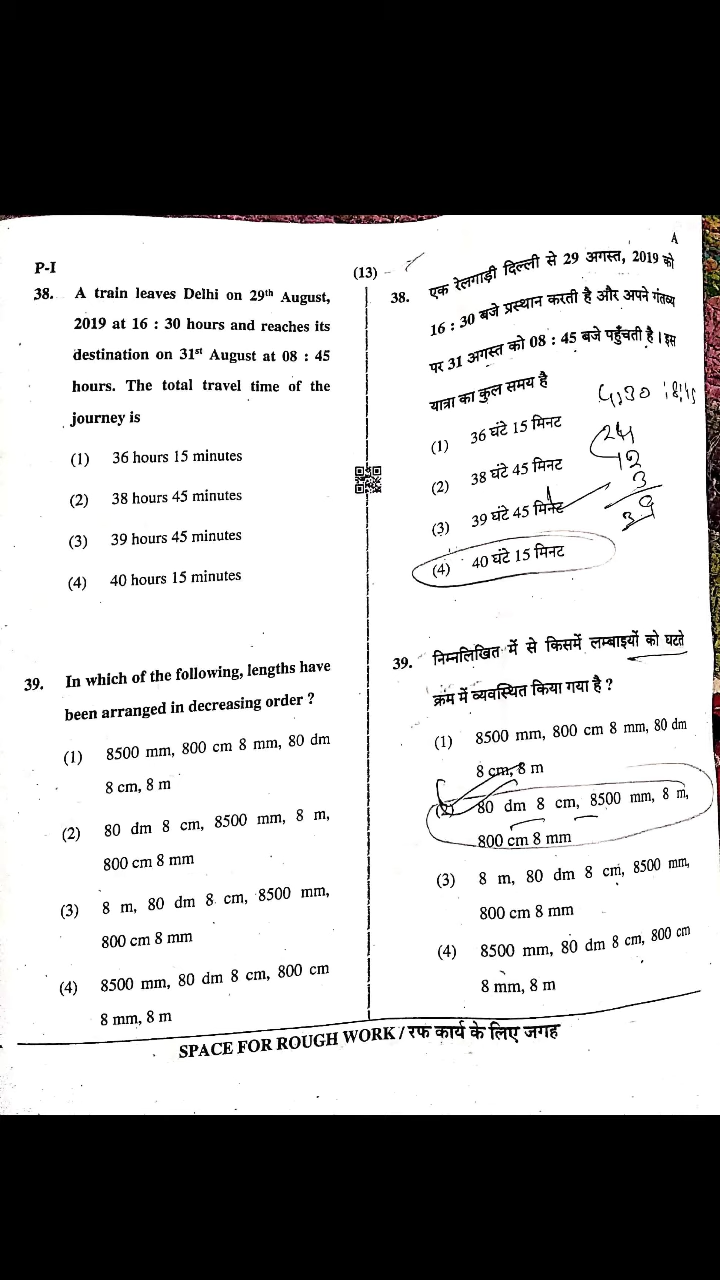 P-I
(13)
A
38. A train leaves Delhi on 29th August,
2019 at 16 : 30 hours and reaches its
destination on 31st August at 08 : 45
hours. The total travel time of the
journey is
(1) 36 hours 15 minutes
(2) 38 hours 45 minutes
(3) 39 hours 45 minutes
(4) 40 hours 15 minutes
39. In which of the following, lengths have
been arranged in decreasing order ?
(1) 8500 mm, 800 cm 8 mm, 80 dm
8 cm, 8 m
(2) 80 dm 8 cm, 8500 mm, 8 m,
800 cm 8 mm
(3) 8 m, 80 dm 8 cm, 8500 mm,
800 cm 8 mm
(4) 8500 mm, 80 dm 8 cm, 800 cm
8 mm, 8 m
38. एक रेलगाड़ी दिल्ली से 29 अगस्त, 2019 को
16 : 30 बजे प्रस्थान करती है और अपने गंतव्य
पर 31 अगस्त को 08 : 45 बजे पहुँचती है । इस
यात्रा का कुल समय है
(1) 36 घंटे 15 मिनट
(2) 38 घंटे 45 मिनट
(3) 39 घंटे 45 मिनट
(4) 40 घंटे 15 मिनट
24
12
3
39
39. निम्नलिखित में से किसमें लम्बाइयों को घटते
क्रम में व्यवस्थित किया गया है ?
(1) 8500 mm, 800 cm 8 mm, 80 dm
8 cm, 8 m
(2) 80 dm 8 cm, 8500 mm, 8 m,
800 cm 8 mm
(3) 8 m, 80 dm 8 cm, 8500 mm,
800 cm 8 mm
(4) 8500 mm, 80 dm 8 cm, 800 cm
8 mm, 8 m
SPACE FOR ROUGH WORK / रफ कार्य के लिए जगह